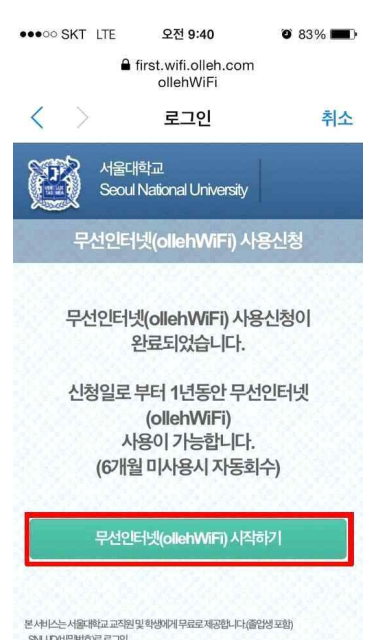 SKT LTE 오전 9:40 83%
first.wifi.olleh.com
ollehWiFi
로그인 취소
서울대학교
Seoul National University
무선인터넷(ollehWiFi) 사용신청
무선인터넷(ollehWiFi) 사용신청이
완료되었습니다.
신청일로 부터 1년동안 무선인터넷
(ollehWiFi)
사용이 가능합니다.
(6개월 미사용시 자동회수)
무선인터넷(ollehWiFi) 시작하기
본 서비스는 서울대학교 교직원 및 학생에게 무료로 제공합니다.(졸업생 포함)